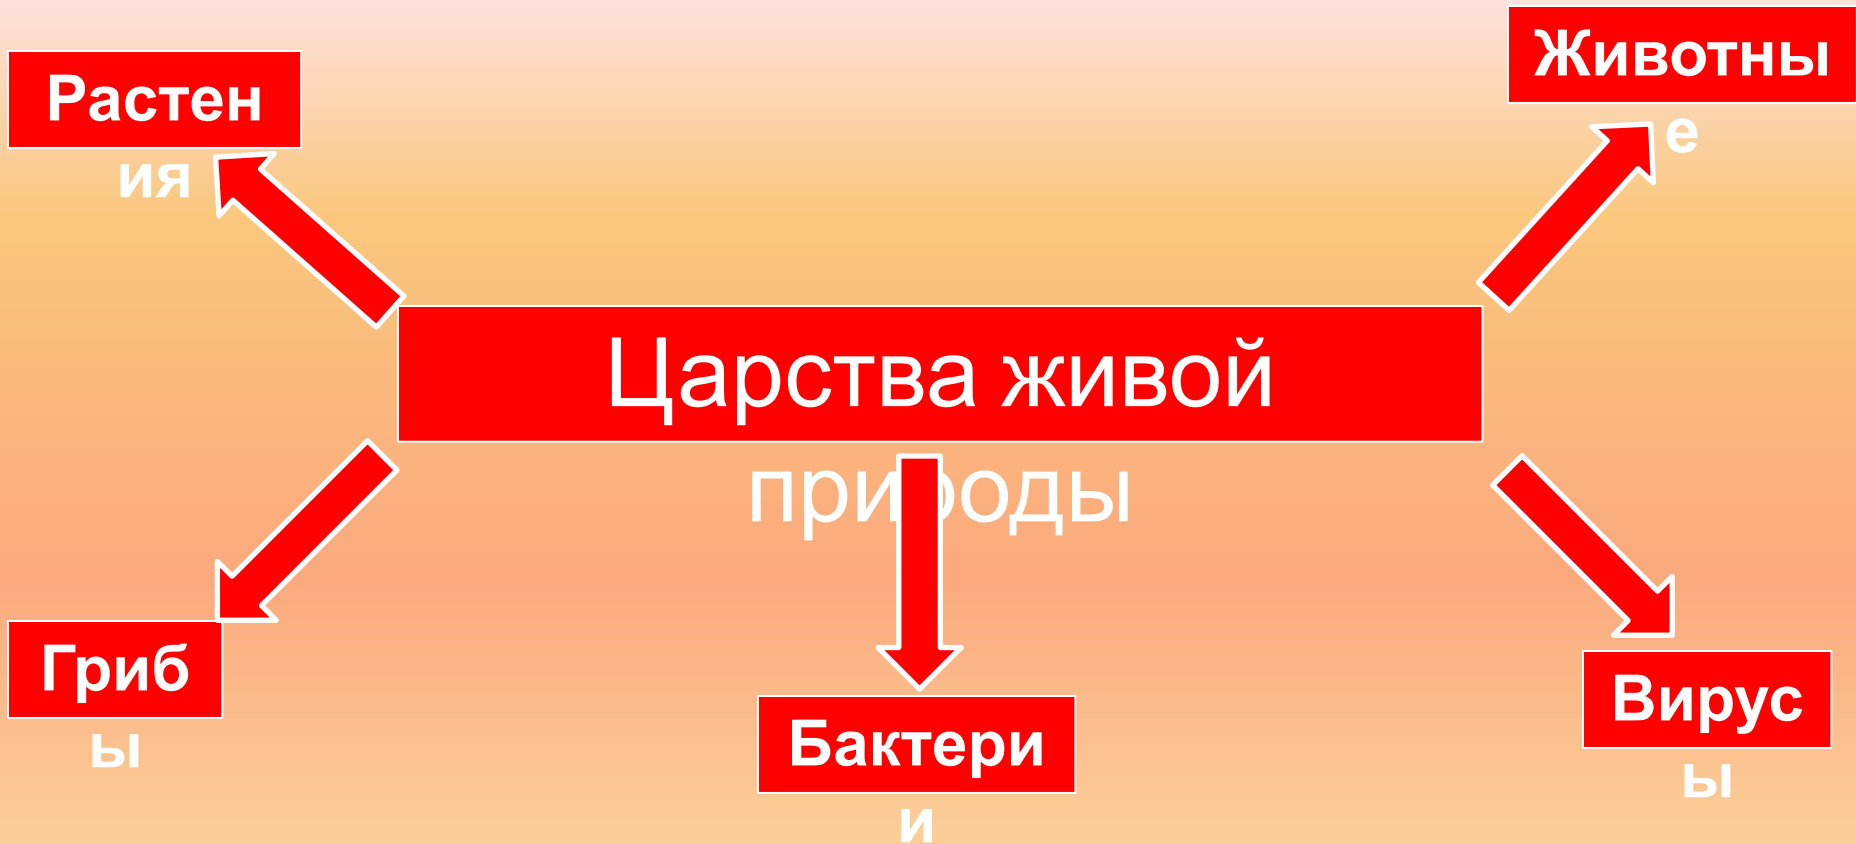 Животны
е
Растен
ия
Царства живой
природы
Гриб
ы
Вирус
ы
Бактери
и